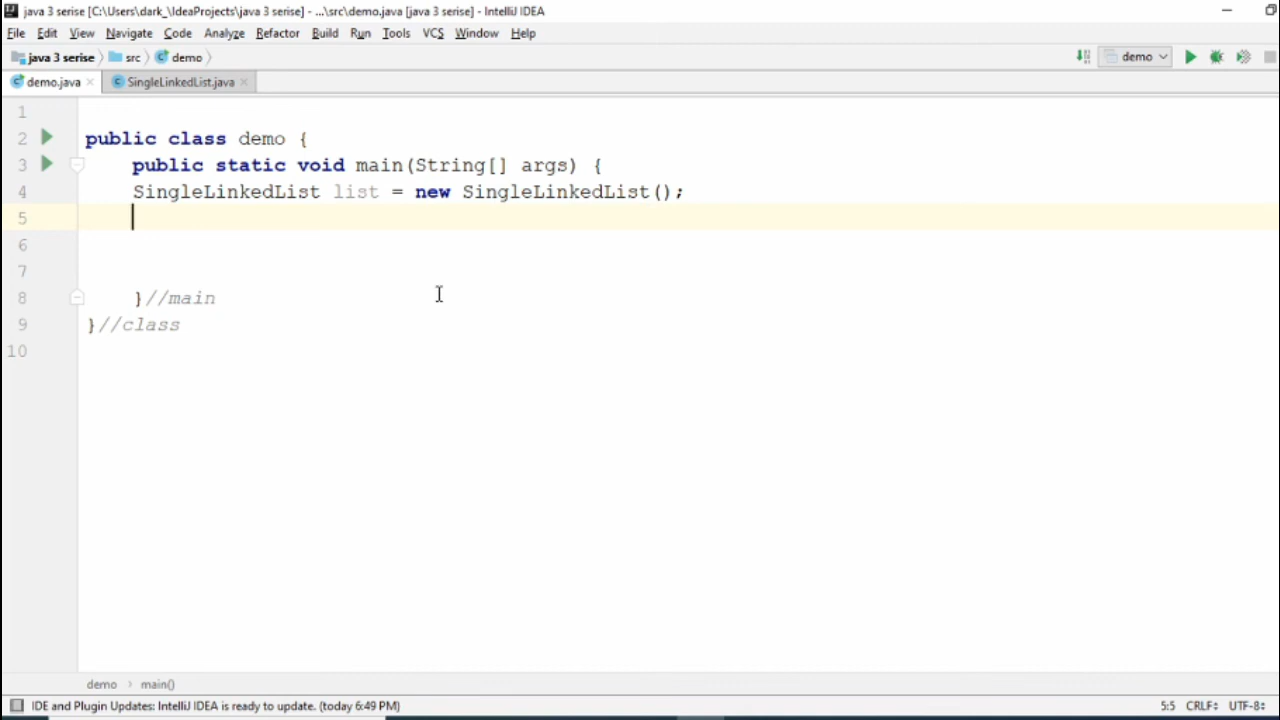 java 3 serise [C:\Users\dark_\IdeaProjects\java 3 serise] - ...\src\demo.java [java 3 serise] - IntelliJ IDEA
File Edit View Navigate Code Analyze Refactor Build Run Tools VCS Window Help
java 3 serise src demo demo
demo.java SingleLinkedList.java
1
2 public class demo {
3 public static void main(String[] args) {
4 SingleLinkedList list = new SingleLinkedList();
5
6
7
8 }//main
9 }//class
10
demo main()
IDE and Plugin Updates: IntelliJ IDEA is ready to update. (today 6:49 PM) 5:5 CRLF UTF-8